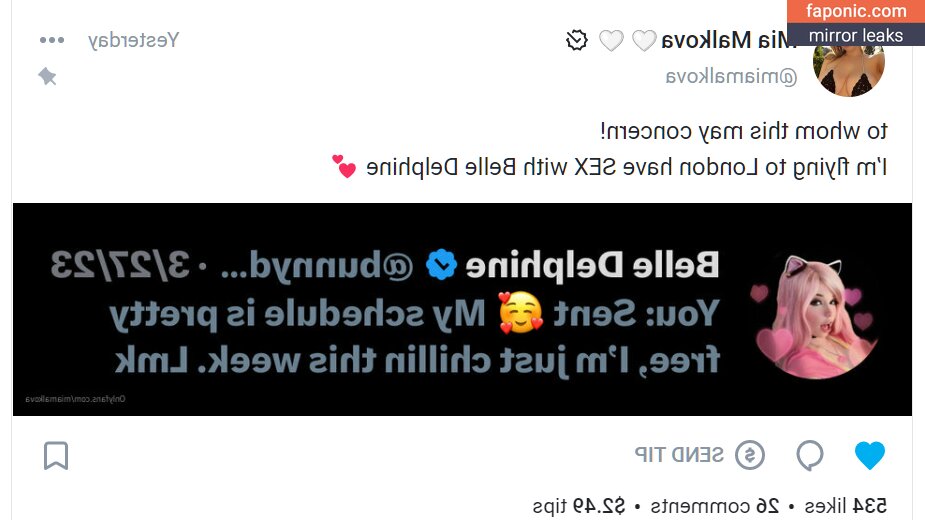 faponic.com
mirror leaks
Mia Malkova
Yesterday
@miamalkova
to whom this may concern!
I'm flying to London to have SEX with Belle Delphine
Belle Delphine @bunnyd... · 3/27/23
You: Sent 🥰 My schedule is pretty
free, I'm just chillin this week. Lmk
Onlyfans.com/miamalkova
SEND TIP
534 likes • 26 comments • $2.49 tips